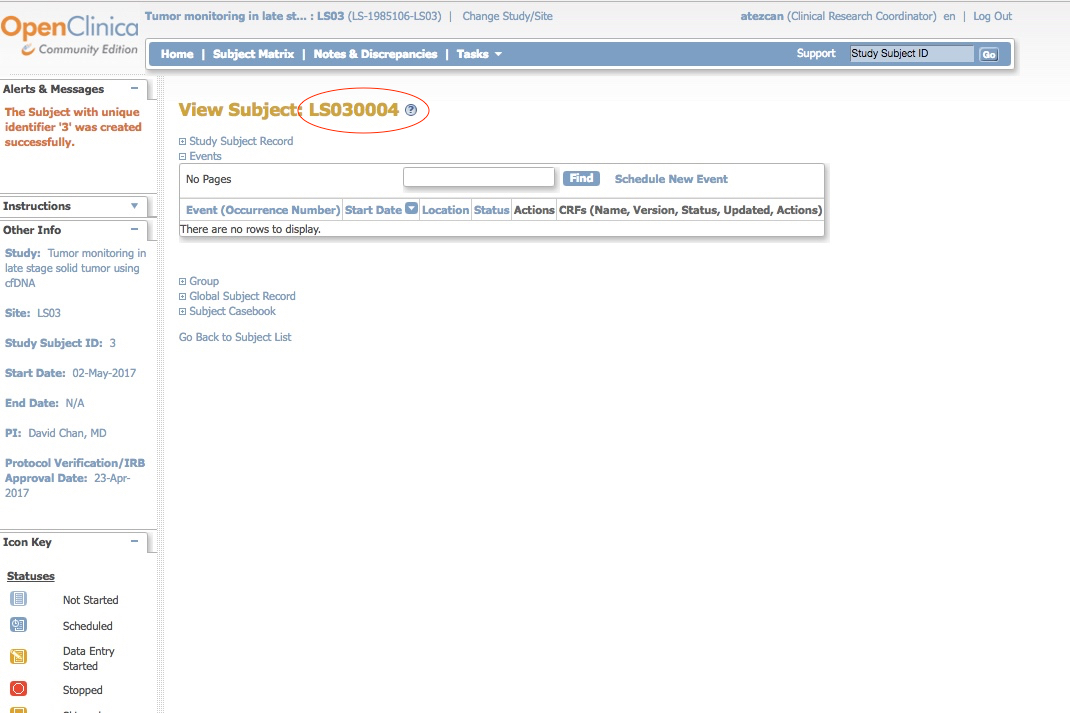 OpenClinica
Community Edition
Tumor monitoring in late st... : LS03 (LS-1985106-LS03) | Change Study/Site
atezcan (Clinical Research Coordinator) en | Log Out
Home | Subject Matrix | Notes & Discrepancies | Tasks
Support Study Subject ID Go
Alerts & Messages
The Subject with unique
identifier '3' was created
successfully.
Instructions
Other Info
Study: Tumor monitoring in
late stage solid tumor using
cfDNA
Site: LS03
Study Subject ID: 3
Start Date: 02-May-2017
End Date: N/A
PI: David Chan, MD
Protocol Verification/IRB
Approval Date: 23-Apr-
2017
Icon Key
Statuses
Not Started
Scheduled
Data Entry
Started
Stopped
View Subject: LS030004 ?
Study Subject Record
Events
No Pages Find Schedule New Event
Event (Occurrence Number) Start Date Location Status Actions CRFs (Name, Version, Status, Updated, Actions)
There are no rows to display.
Group
Global Subject Record
Subject Casebook
Go Back to Subject List